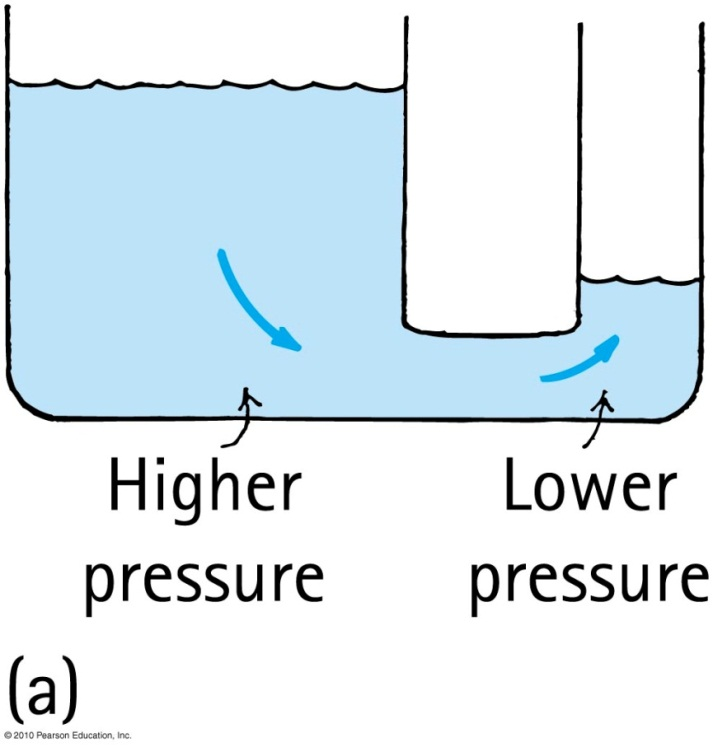 Higher
pressure
Lower
pressure
(a)
© 2010 Pearson Education, Inc.